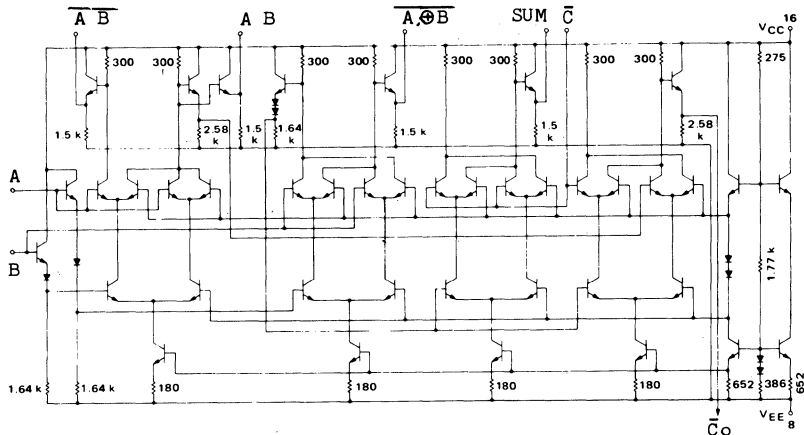 A B A B A ⊕ B SUM C 16
VCC
300 300 300 300 300 300 300 300 275
1.5 k 2.58 k 1.5 k 1.64 k 1.5 k 1.5 k 2.58 k
A
B
1.77 k
1.64 k 1.64 k 180 180 180 180 652 386 652
Co VEE
8